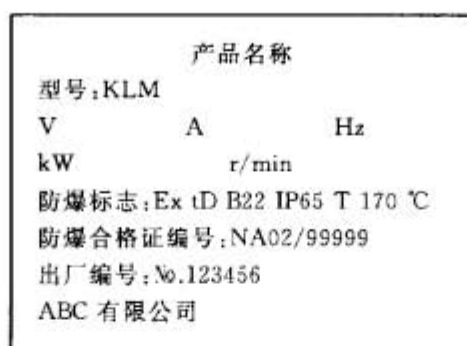 产品名称
型号:KLM
V A Hz
kW r/min
防爆标志:Ex tD B22 IP65 T 170 ℃
防爆合格证编号:NA02/99999
出厂编号:№.123456
ABC 有限公司